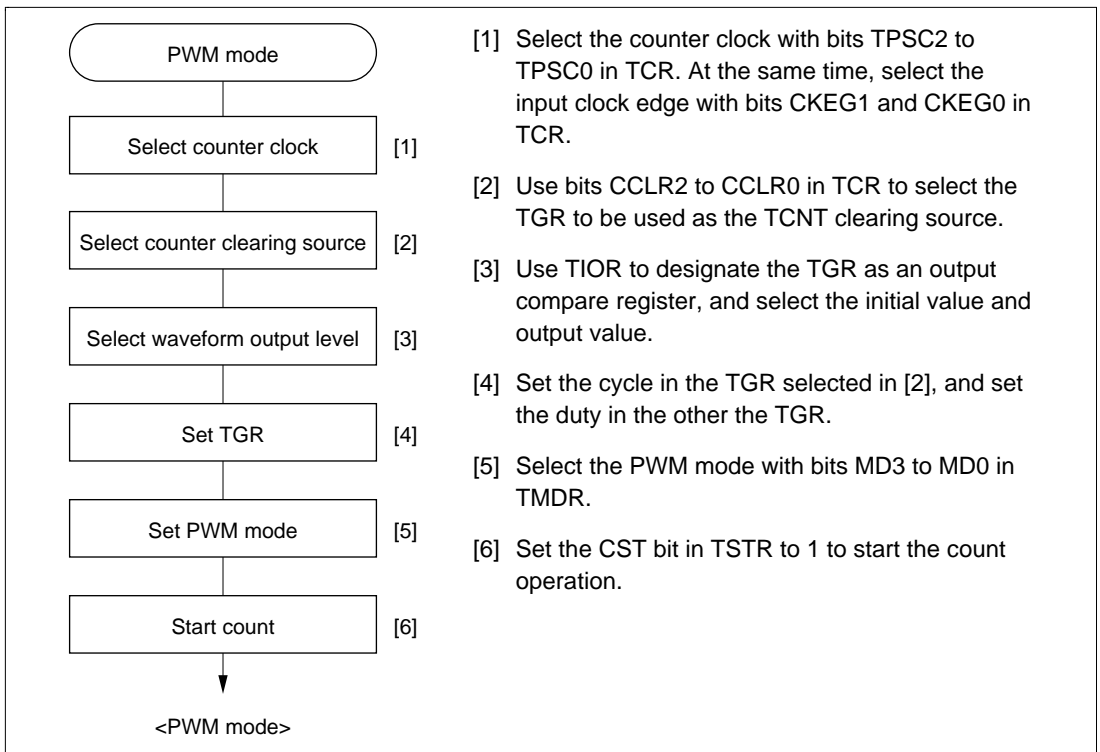 PWM mode
Select counter clock [1]
Select counter clearing source [2]
Select waveform output level [3]
Set TGR [4]
Set PWM mode [5]
Start count [6]
<PWM mode>
[1] Select the counter clock with bits TPSC2 to
TPSC0 in TCR. At the same time, select the
input clock edge with bits CKEG1 and CKEG0 in
TCR.
[2] Use bits CCLR2 to CCLR0 in TCR to select the
TGR to be used as the TCNT clearing source.
[3] Use TIOR to designate the TGR as an output
compare register, and select the initial value and
output value.
[4] Set the cycle in the TGR selected in [2], and set
the duty in the other the TGR.
[5] Select the PWM mode with bits MD3 to MD0 in
TMDR.
[6] Set the CST bit in TSTR to 1 to start the count
operation.